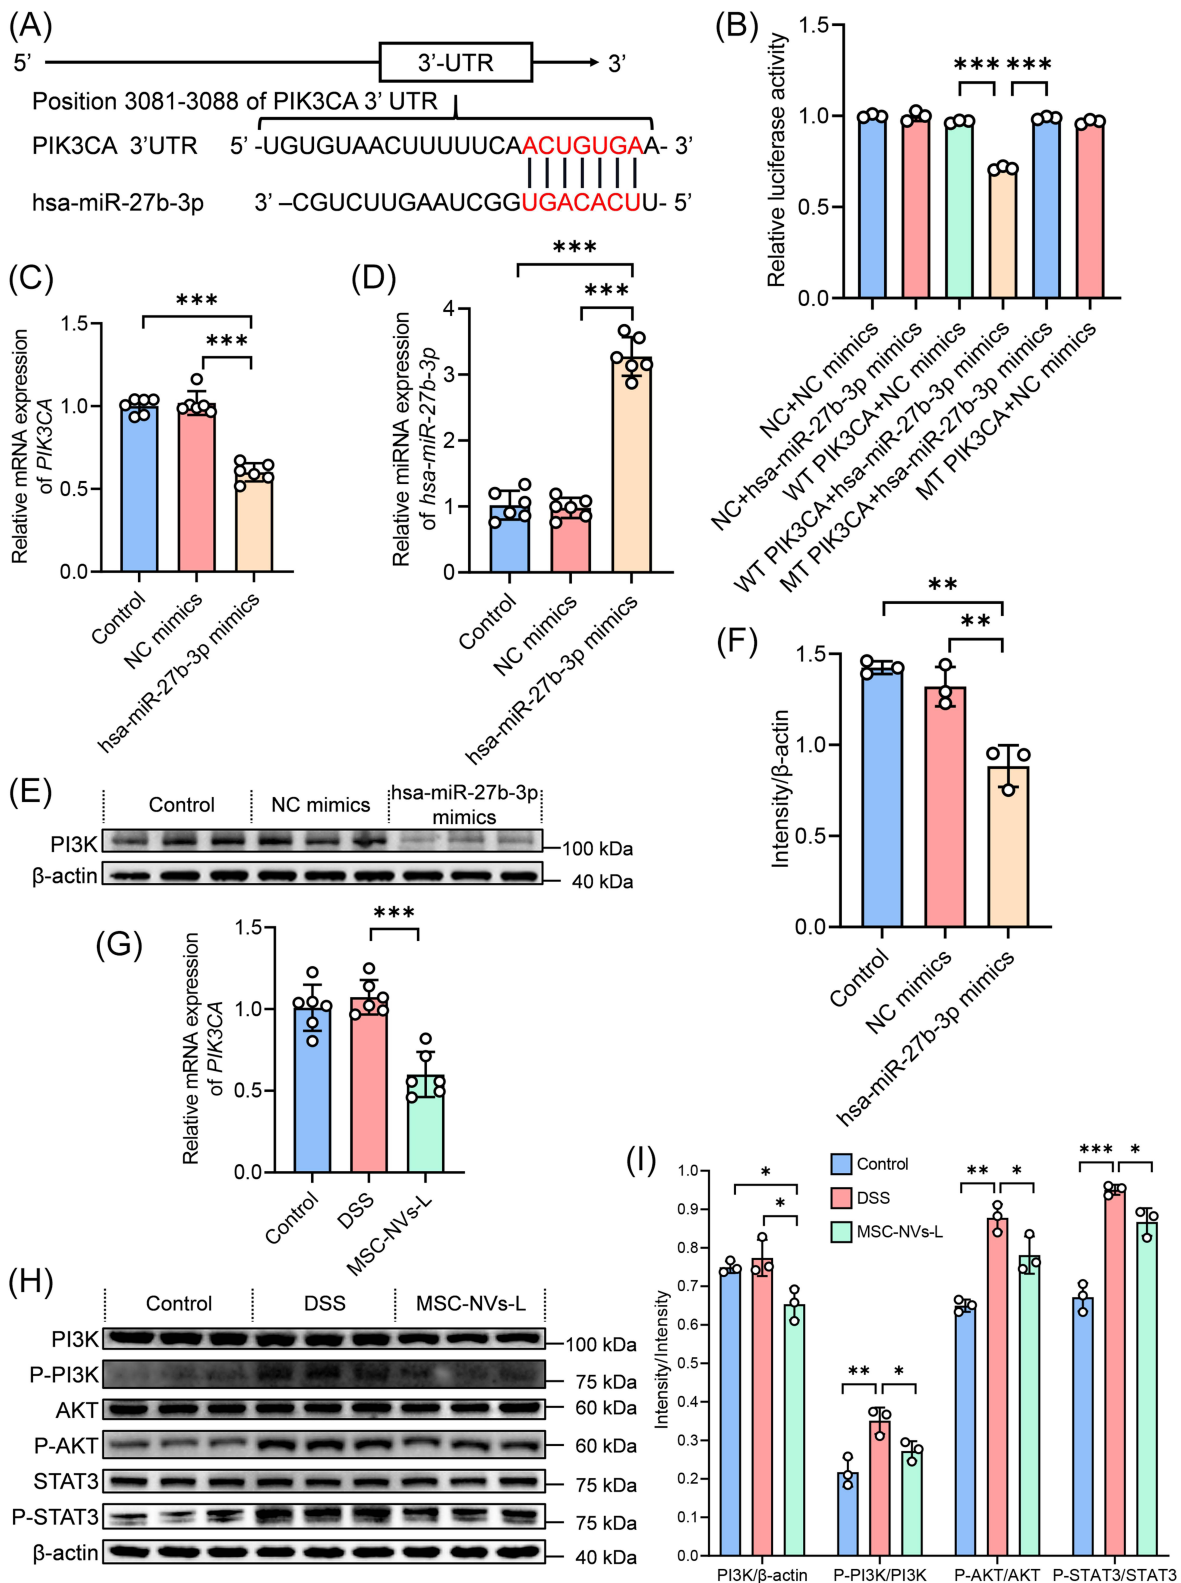 (A)
5’ 3’-UTR 3’
Position 3081-3088 of PIK3CA 3’ UTR
PIK3CA 3’UTR 5’ -UGUGUAACUUUUUCAACUGUGAA- 3’
hsa-miR-27b-3p 3’ –CGUCUUGAAUCGGUGACACUU- 5’
(B)
Relative luciferase activity
1.5
1.0
0.5
0.0
*** ***
NC+NC mimics
NC+hsa-miR-27b-3p mimics
WT PIK3CA+NC mimics
WT PIK3CA+hsa-miR-27b-3p mimics
MT PIK3CA+hsa-miR-27b-3p mimics
MT PIK3CA+NC mimics
(C)
Relative mRNA expression
of PIK3CA
1.5
1.0
0.5
0.0
***
***
Control
NC mimics
hsa-miR-27b-3p mimics
(D)
Relative miRNA expression
of hsa-miR-27b-3p
4
3
2
1
0
***
***
Control
NC mimics
hsa-miR-27b-3p mimics
(E)
Control NC mimics hsa-miR-27b-3p
mimics
PI3K 100 kDa
β-actin 40 kDa
(F)
Intensity/β-actin
1.5
1.0
0.5
0.0
**
**
Control
NC mimics
hsa-miR-27b-3p mimics
(G)
Relative mRNA expression
of PIK3CA
1.5
1.0
0.5
0.0
***
Control
DSS
MSC-NVs-L
(H)
Control DSS MSC-NVs-L
PI3K 100 kDa
P-PI3K 75 kDa
AKT 60 kDa
P-AKT 60 kDa
STAT3 75 kDa
P-STAT3 75 kDa
β-actin 40 kDa
(I)
Control
DSS
MSC-NVs-L
Intensity/Intensity
1.0
0.9
0.8
0.7
0.6
0.5
0.4
0.3
0.2
0.1
0.0
*
*
** *
** *
*** *
PI3K/β-actin P-PI3K/PI3K P-AKT/AKT P-STAT3/STAT3